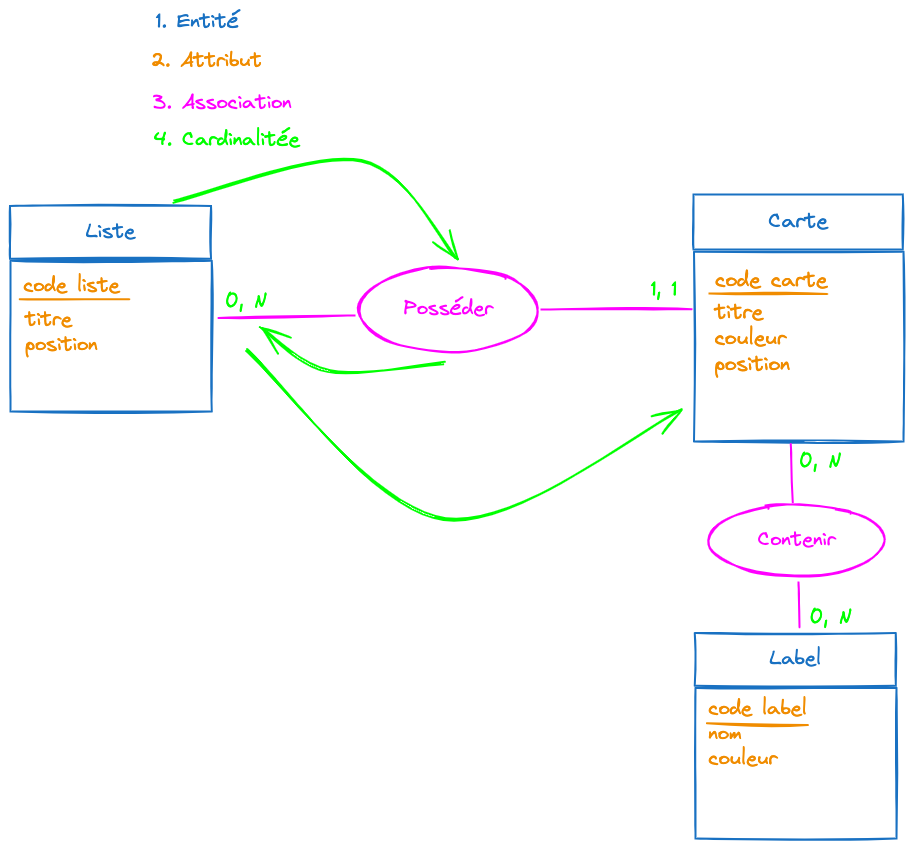 1. Entité
2. Attribut
3. Association
4. Cardinalitée
Liste
code liste
titre
position
0, N
Posséder
1, 1
Carte
code carte
titre
couleur
position
0, N
Contenir
0, N
Label
code label
nom
couleur